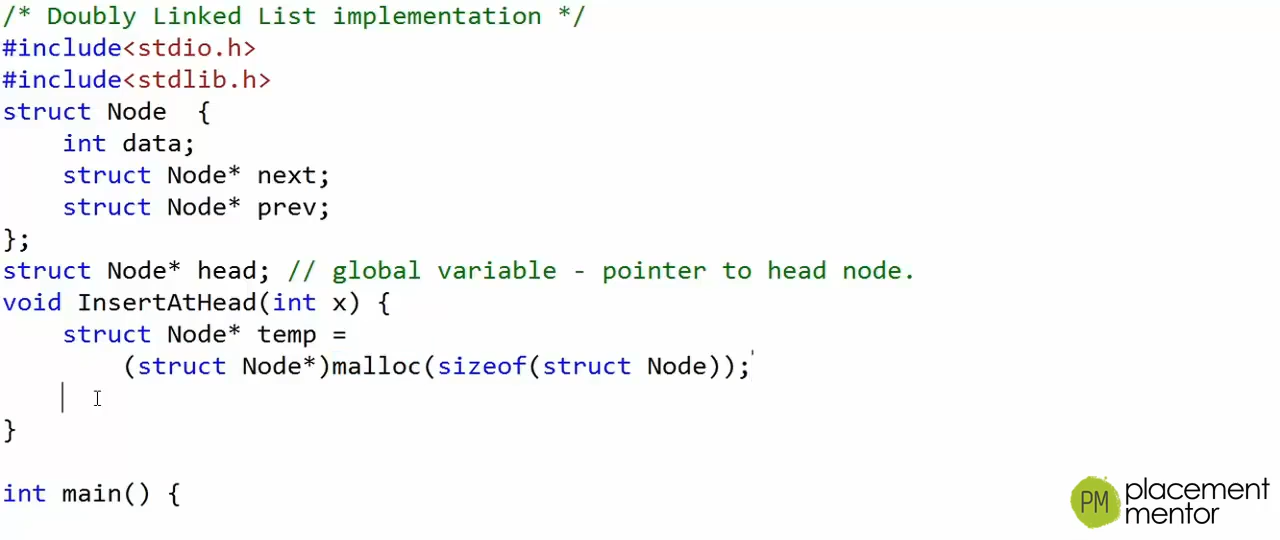 /* Doubly Linked List implementation */
#include<stdio.h>
#include<stdlib.h>
struct Node  {
    int data;
    struct Node* next;
    struct Node* prev;
};
struct Node* head; // global variable - pointer to head node.
void InsertAtHead(int x) {
    struct Node* temp =
        (struct Node*)malloc(sizeof(struct Node));
}
int main() {
PM
placement
mentor